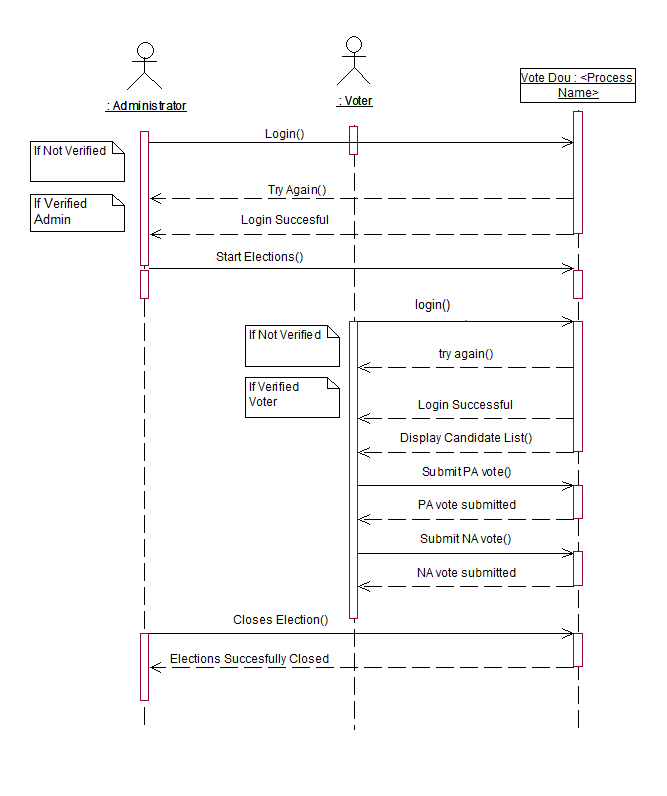 : Administrator
: Voter
Vote Dou : <Process
Name>
Login()
If Not Verified
Try Again()
If Verified
Admin
Login Succesful
Start Elections()
login()
If Not Verified
try again()
If Verified
Voter
Login Successful
Display Candidate List()
Submit PA vote()
PA vote submitted
Submit NA vote()
NA vote submitted
Closes Election()
Elections Succesfully Closed